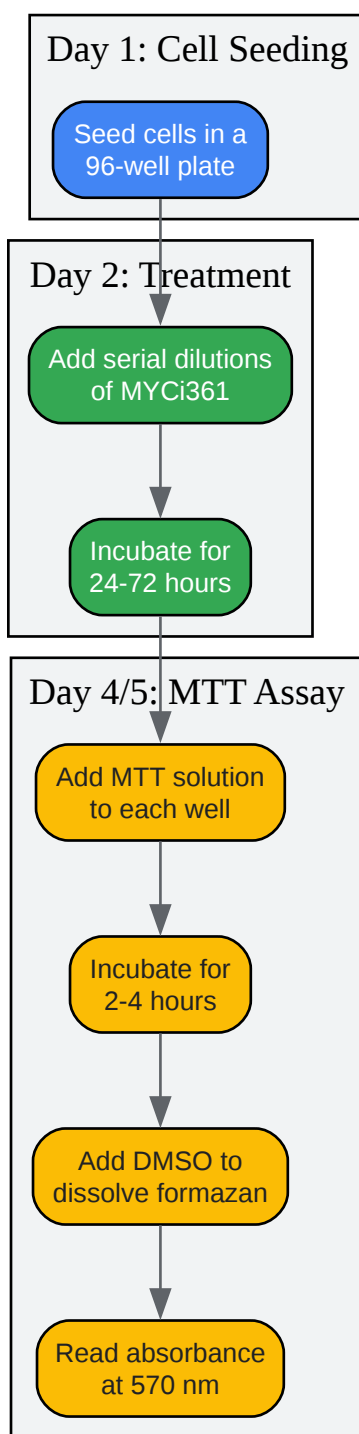 Day 1: Cell Seeding
Seed cells in a
96-well plate
Day 2: Treatment
Add serial dilutions
of MYCi361
Incubate for
24-72 hours
Day 4/5: MTT Assay
Add MTT solution
to each well
Incubate for
2-4 hours
Add DMSO to
dissolve formazan
Read absorbance
at 570 nm